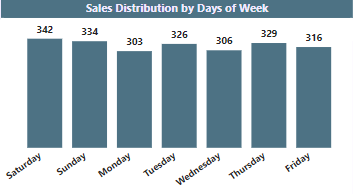 Sales Distribution by Days of Week
342 334 303 326 306 329 316
Saturday Sunday Monday Tuesday Wednesday Thursday Friday